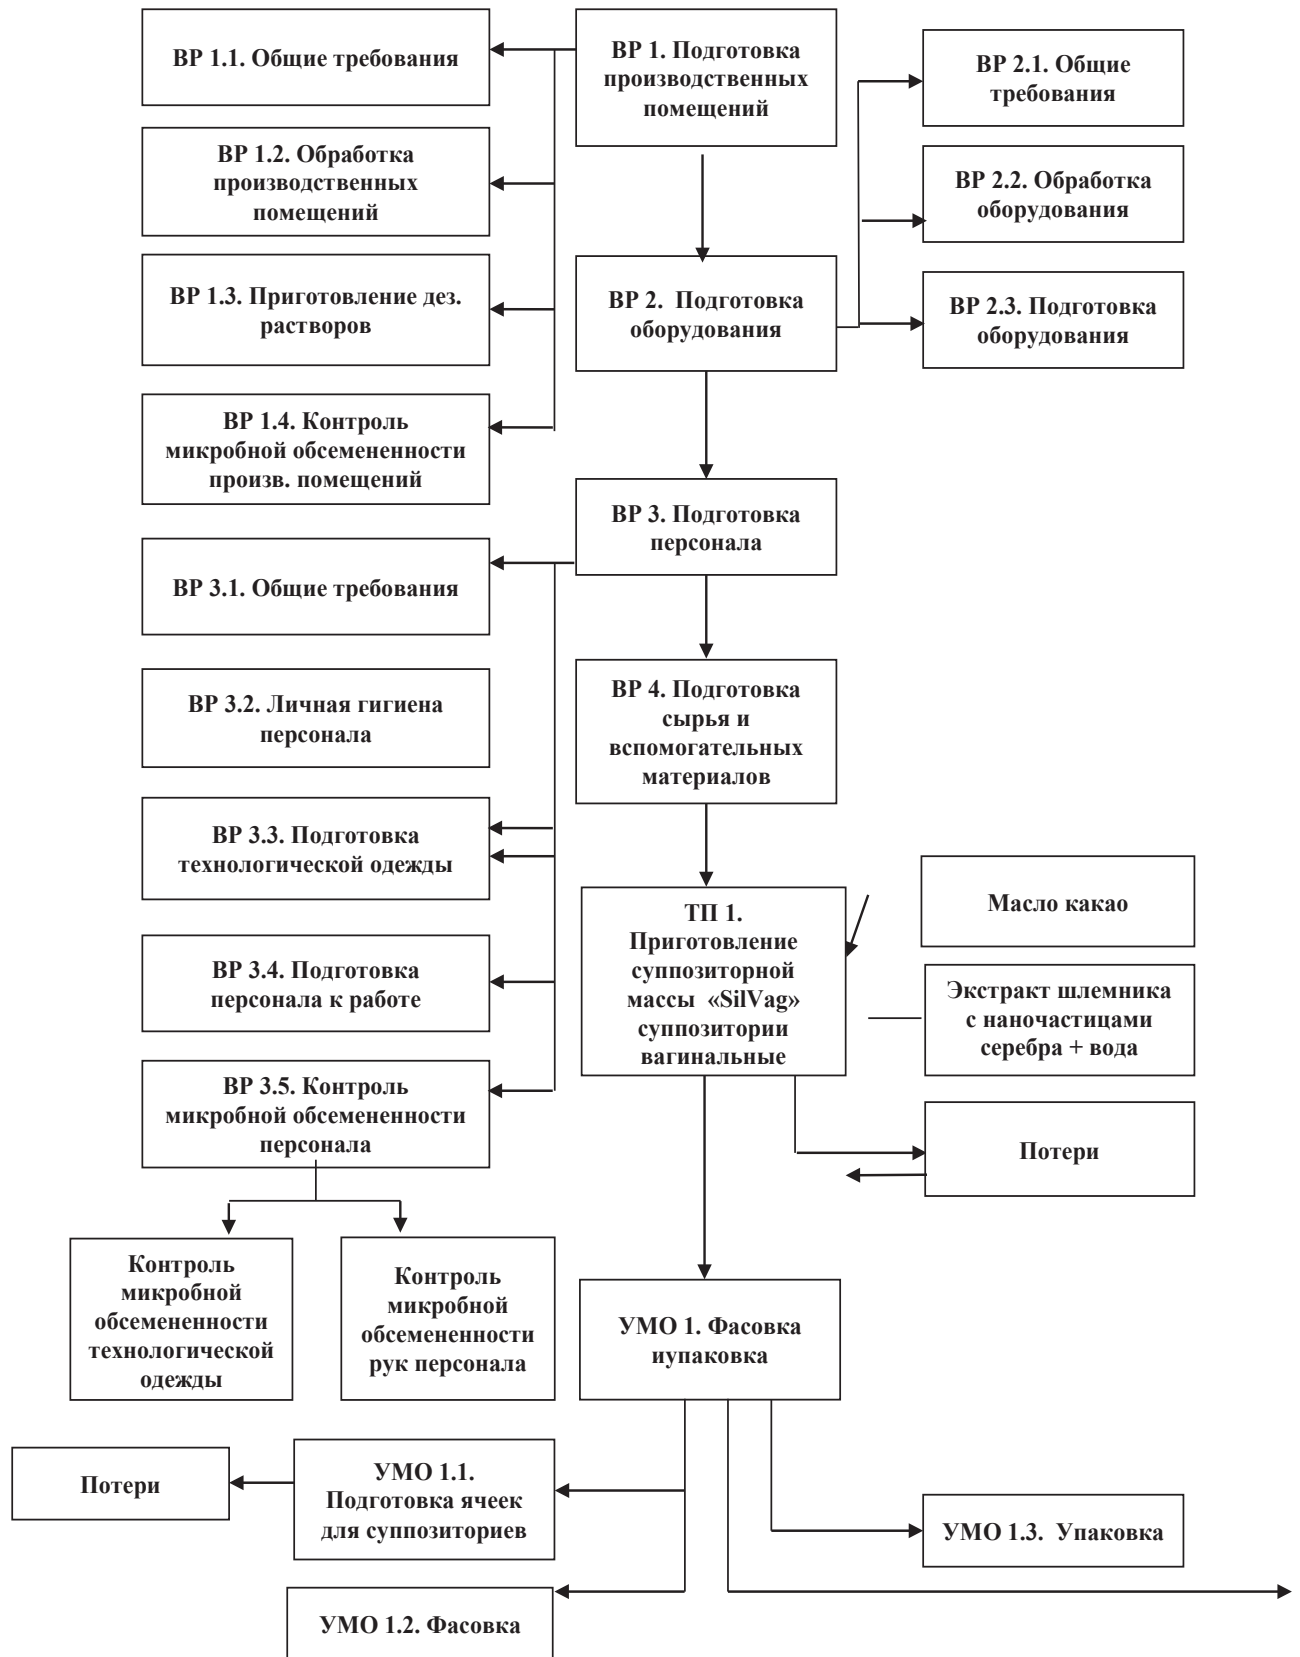 ВР 1.1. Общие требования
ВР 1. Подготовка
производственных
помещений
ВР 2.1. Общие
требования
ВР 1.2. Обработка
производственных
помещений
ВР 2.2. Обработка
оборудования
ВР 1.3. Приготовление дез.
растворов
ВР 2.  Подготовка
оборудования
ВР 2.3. Подготовка
оборудования
ВР 1.4. Контроль
микробной обсемененности
произв. помещений
ВР 3. Подготовка
персонала
ВР 3.1. Общие требования
ВР 3.2. Личная гигиена
персонала
ВР 4. Подготовка
сырья и
вспомогательных
материалов
ВР 3.3. Подготовка
технологической одежды
ТП 1.
Приготовление
суппозиторной
массы  «SilVag»
суппозитории
вагинальные
Масло какао
ВР 3.4. Подготовка
персонала к работе
Экстракт шлемника
с наночастицами
серебра + вода
ВР 3.5. Контроль
микробной обсемененности
персонала
Потери
Контроль
микробной
обсемененности
технологической
одежды
Контроль
микробной
обсемененности
рук персонала
УМО 1. Фасовка
иупаковка
Потери
УМО 1.1.
Подготовка ячеек
для суппозиториев
УМО 1.3.  Упаковка
УМО 1.2. Фасовка